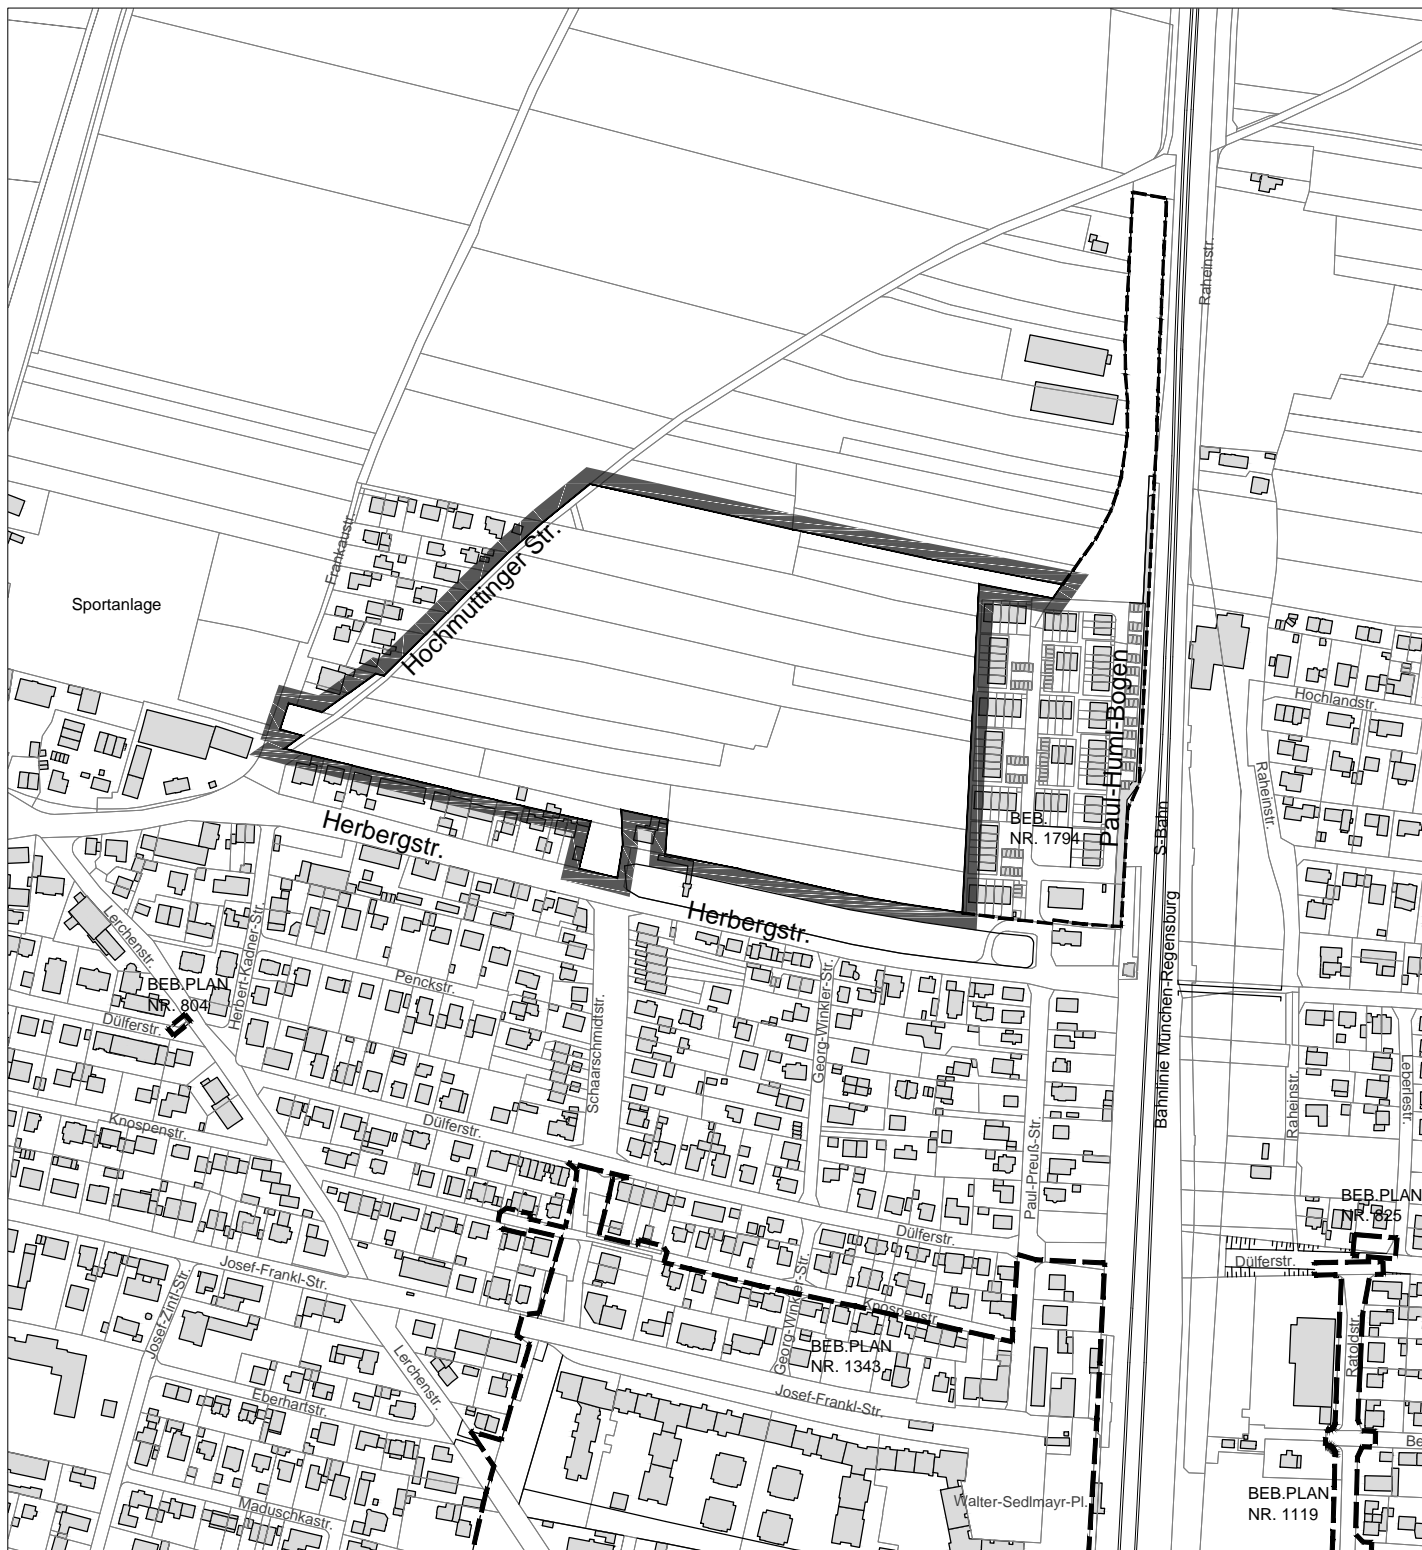 Raheinstr.
Frankaustr.
Hochmuttinger Str.
Sportanlage
Hochlandstr.
Paul-Huml-Bogen
Raheinstr.
Herbergstr.
BEB.
NR. 1794
S-Bahn
Herbergstr.
Lerchenstr.
Herbert-Kadner-Str.
Penckstr.
Georg-Winkler-Str.
Bahnlinie München-Regensburg
BEB.PLAN
NR. 804
Dülferstr.
Schaarschmidtstr.
Knospenstr.
Dülferstr.
Paul-Preuß-Str.
Raheinstr.
Leberlestr.
BEB.PLAN
NR. 825
Dülferstr.
Dülferstr.
Josef-Frankl-Str.
Josef-Zintl-Str.
Georg-Winkler-Str.
Knospenstr.
Ratoldstr.
BEB.PLAN
NR. 1343
Lerchenstr.
Eberhartstr.
Josef-Frankl-Str.
Be
Maduschkastr.
Walter-Sedlmayr-Pl.
BEB.PLAN
NR. 1119